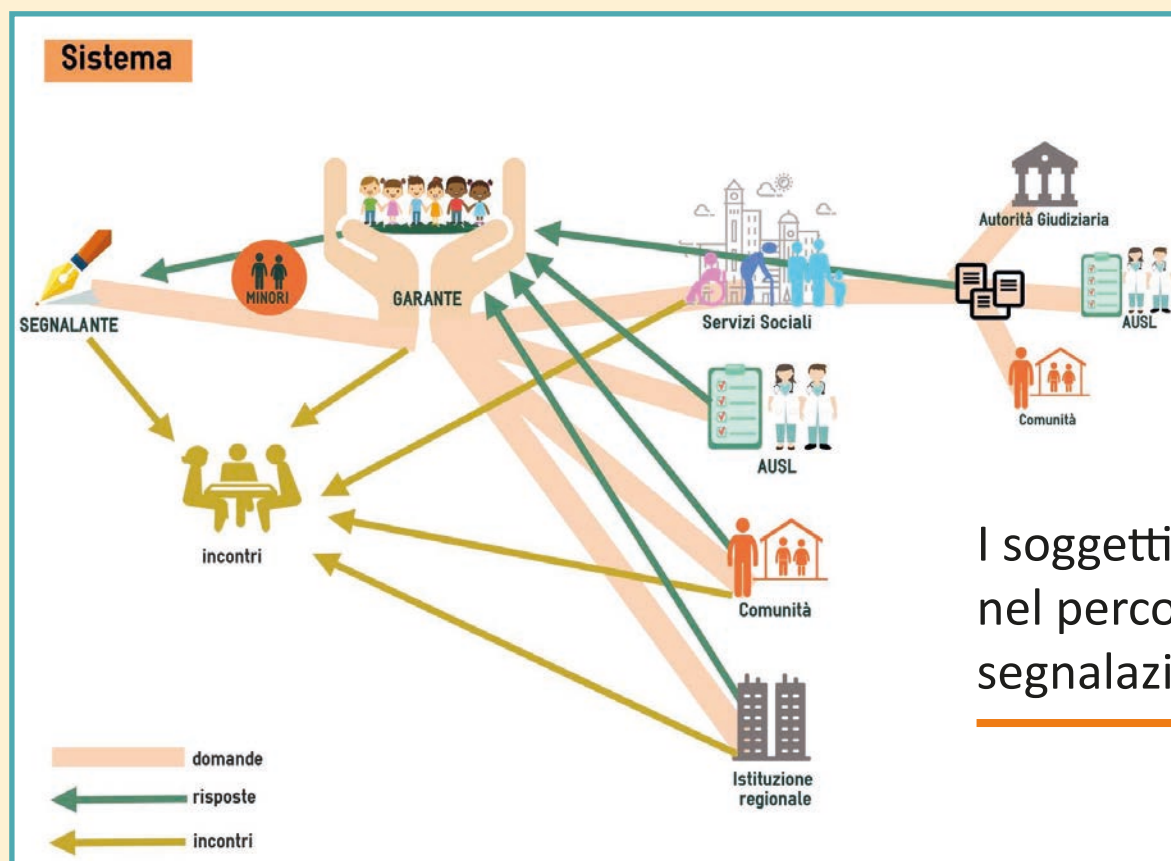 Sistema
Autorità Giudiziaria
MINORI
GARANTE
SEGNALANTE
Servizi Sociali
AUSL
Comunità
AUSL
incontri
Comunità
I soggetti
nel perco
segnalazi
Istituzione
regionale
domande
risposte
incontri